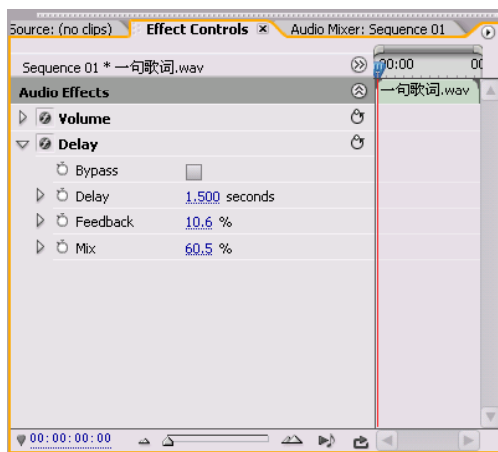 Source: (no clips) Effect Controls × Audio Mixer: Sequence 01
Sequence 01 * 一句歌词.wav
00:00
Audio Effects 一句歌词.wav
Volume
Delay
Bypass
Delay 1.500 seconds
Feedback 10.6 %
Mix 60.5 %
00:00:00:00